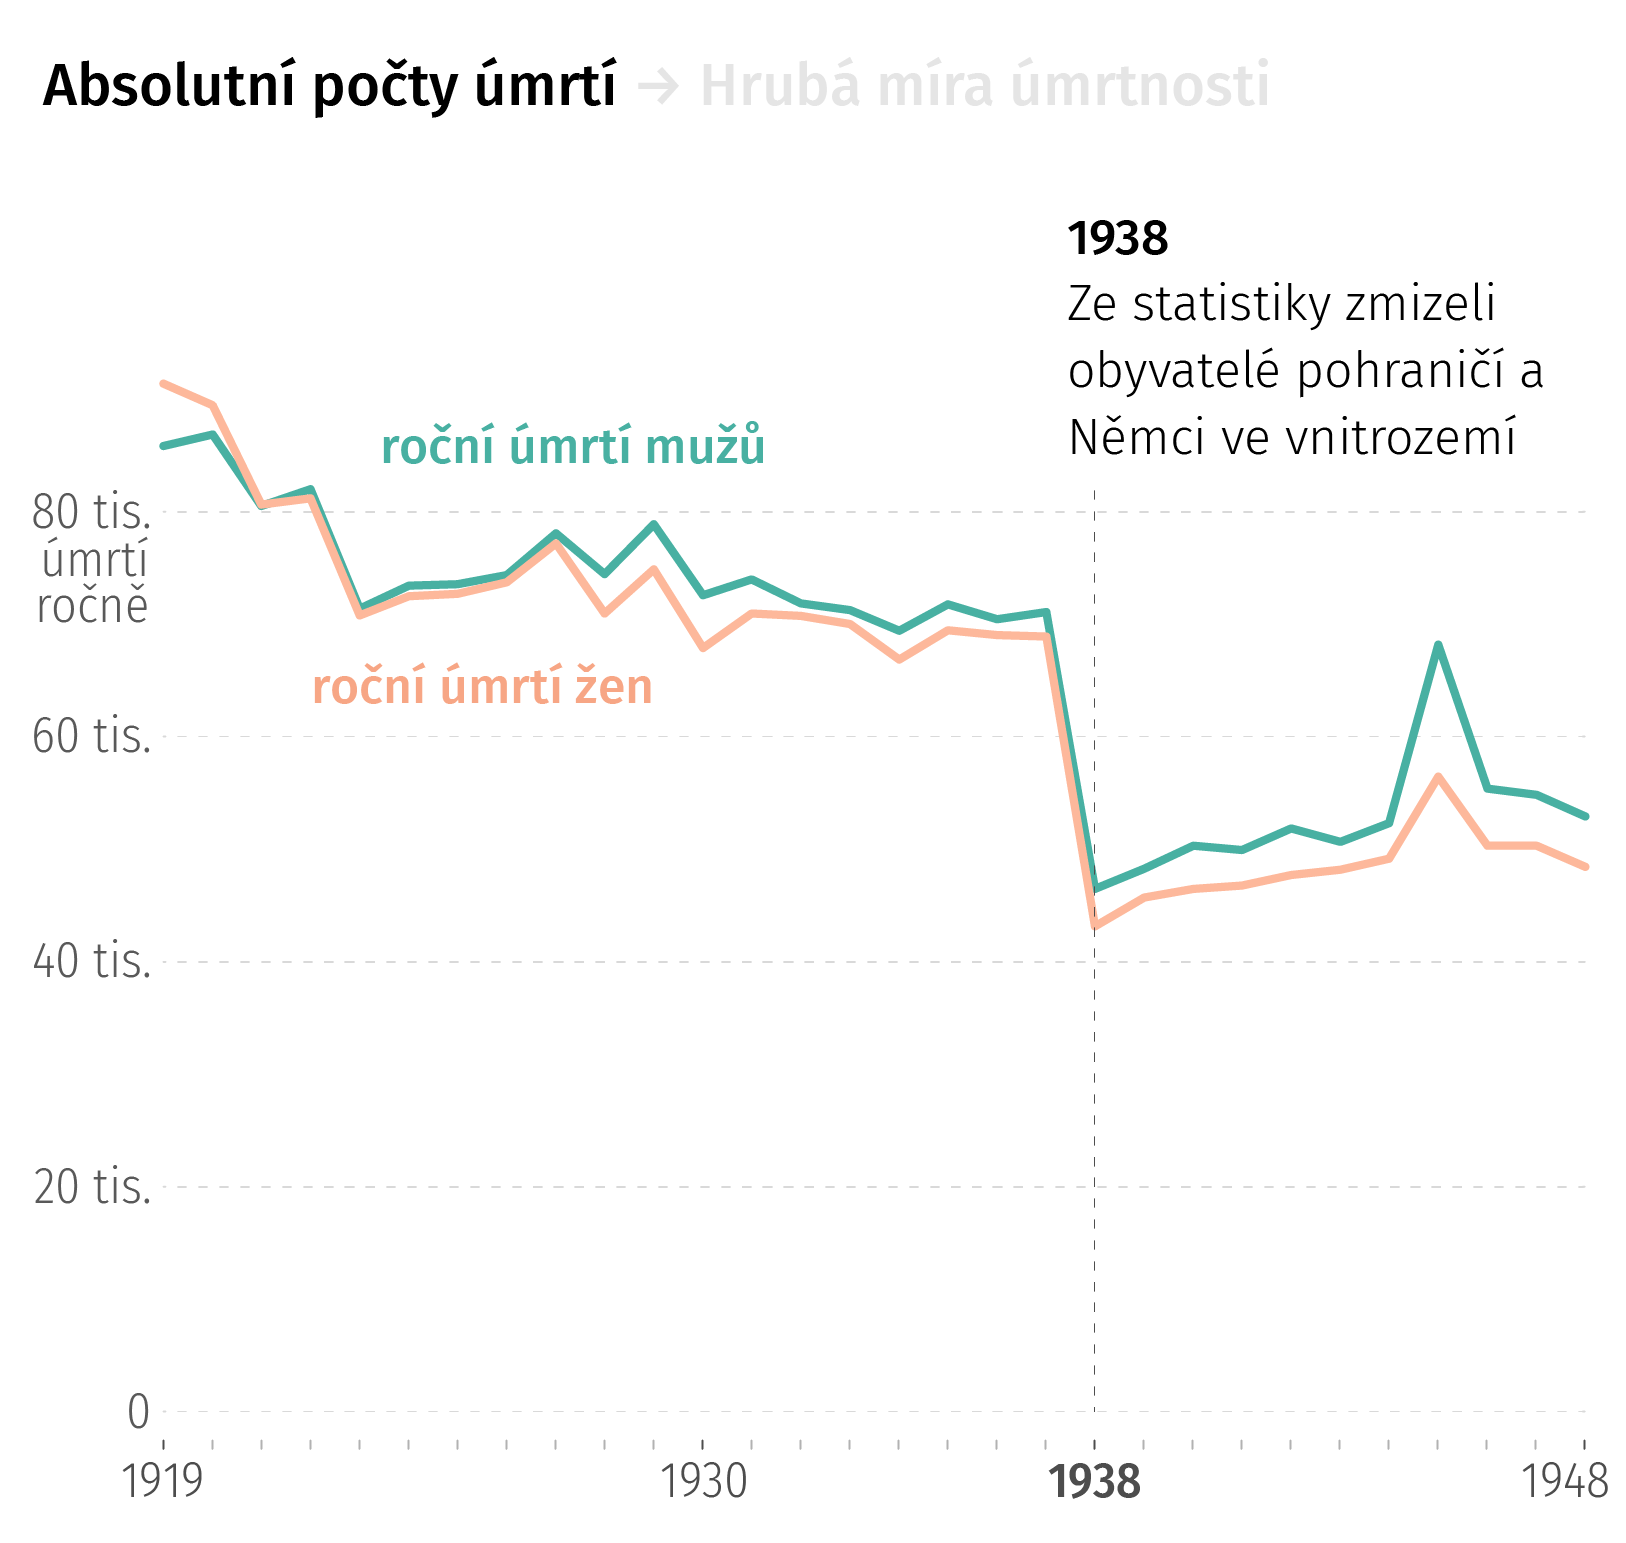 Absolutní počty úmrtí → Hrubá míra úmrtnosti
1938
Ze statistiky zmizeli
obyvatelé pohraničí a
Němci ve vnitrozemí
roční úmrtí mužů
80 tis.
úmrtí
ročně
roční úmrtí žen
60 tis.
40 tis.
20 tis.
0
1919 1930 1938 1948